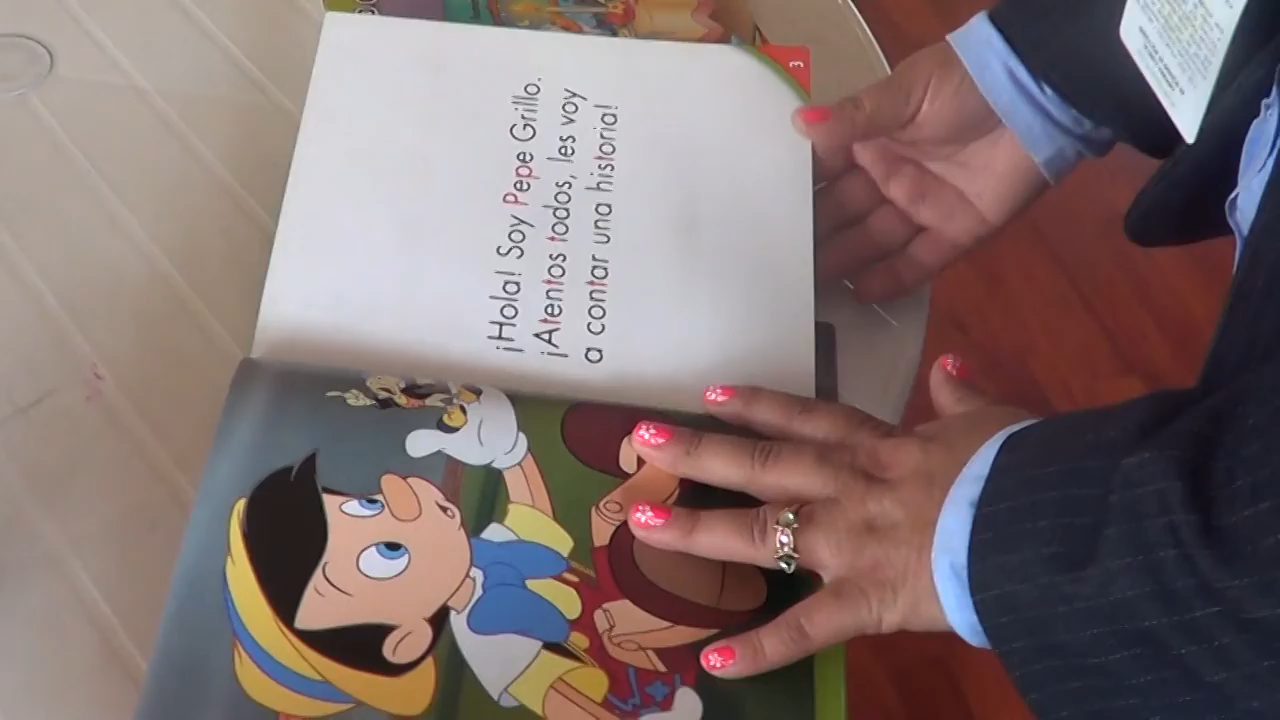 ¡Hola! Soy Pepe Grillo.
¡Atentos todos, les voy
a contar una historia!
3